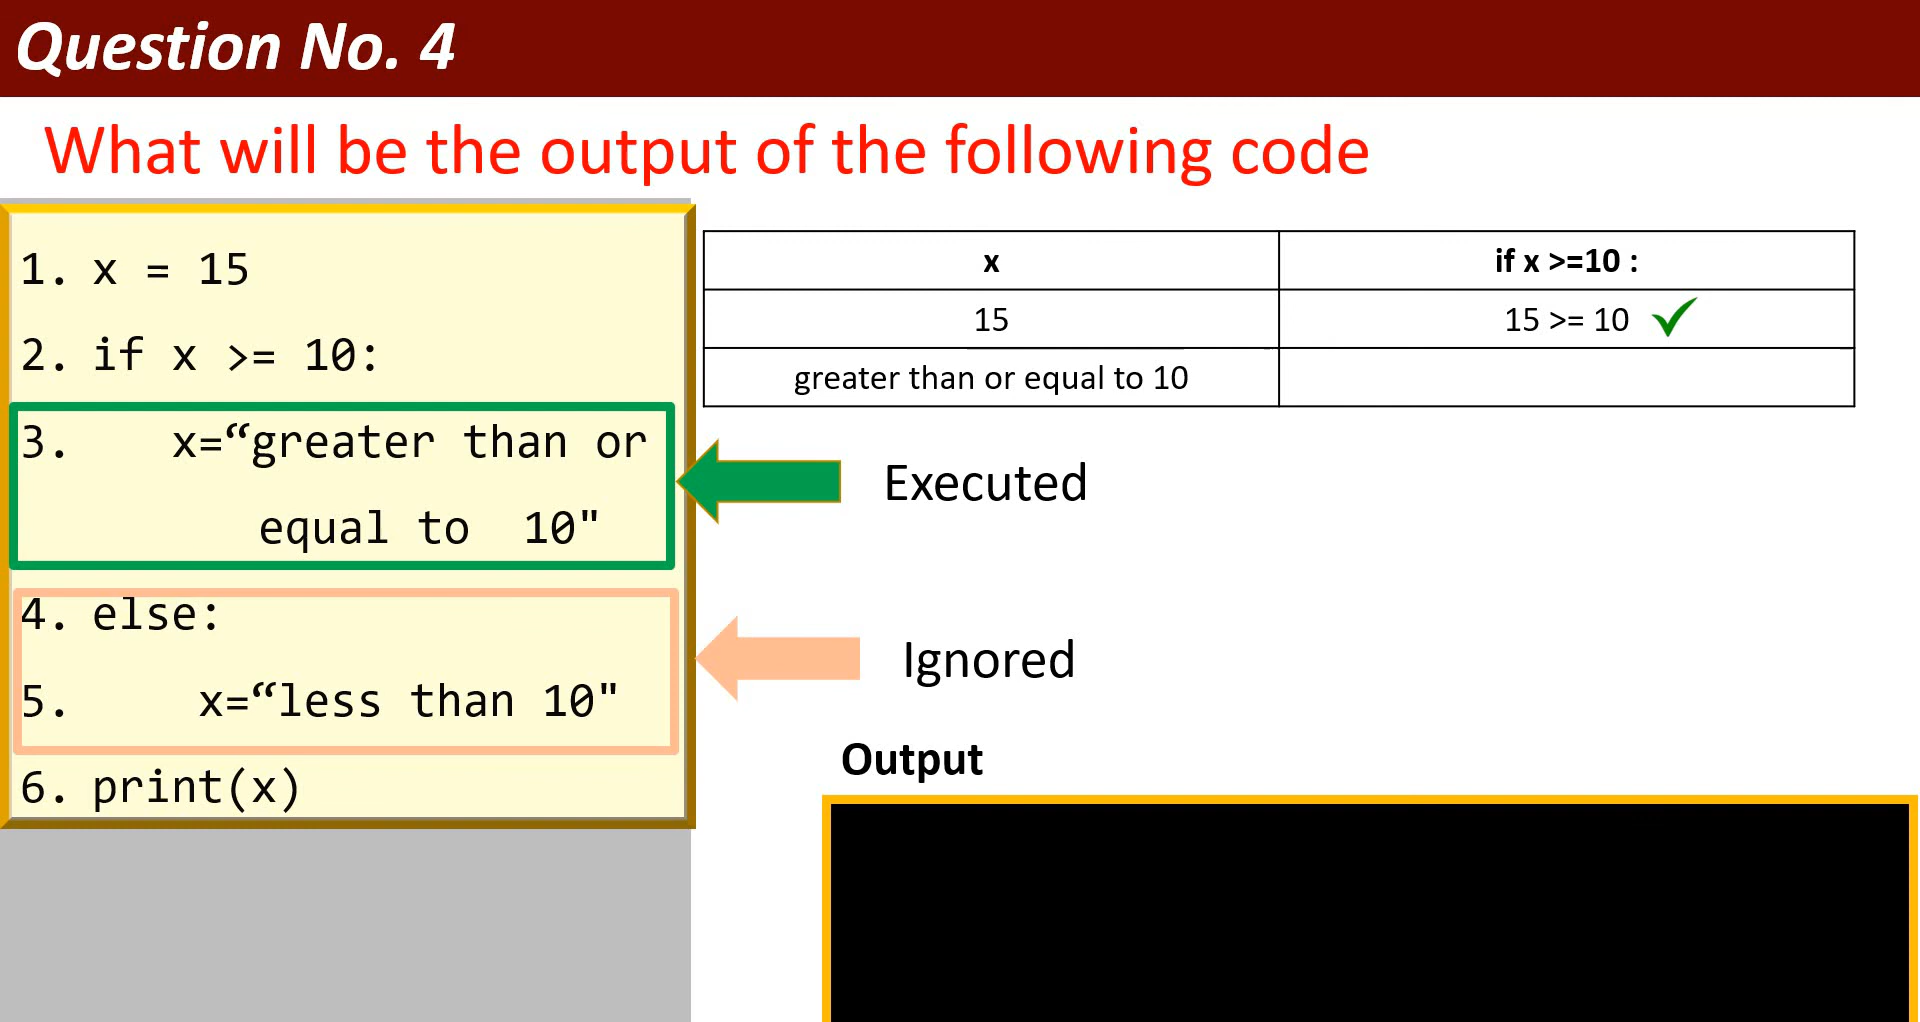 Question No. 4
What will be the output of the following code
1. x = 15
2. if x >= 10:
3. x=“greater than or
equal to 10"
4. else:
5. x=“less than 10"
6. print(x)
x if x >=10 :
15 15 >= 10
greater than or equal to 10
Executed
Ignored
Output